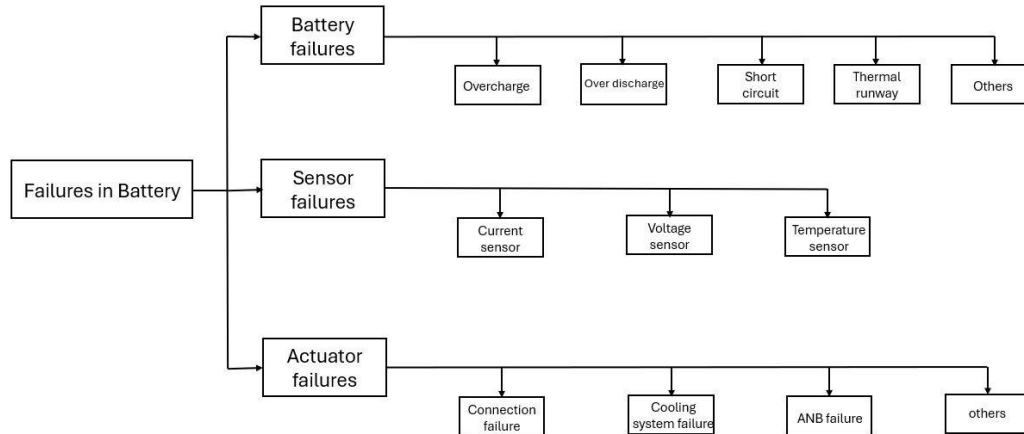 Battery
failures
Overcharge
Over discharge
Short
circuit
Thermal
runway
Others
Failures in Battery
Sensor
failures
Current
sensor
Voltage
sensor
Temperature
sensor
Actuator
failures
Connection
failure
Cooling
system failure
ANB failure
others